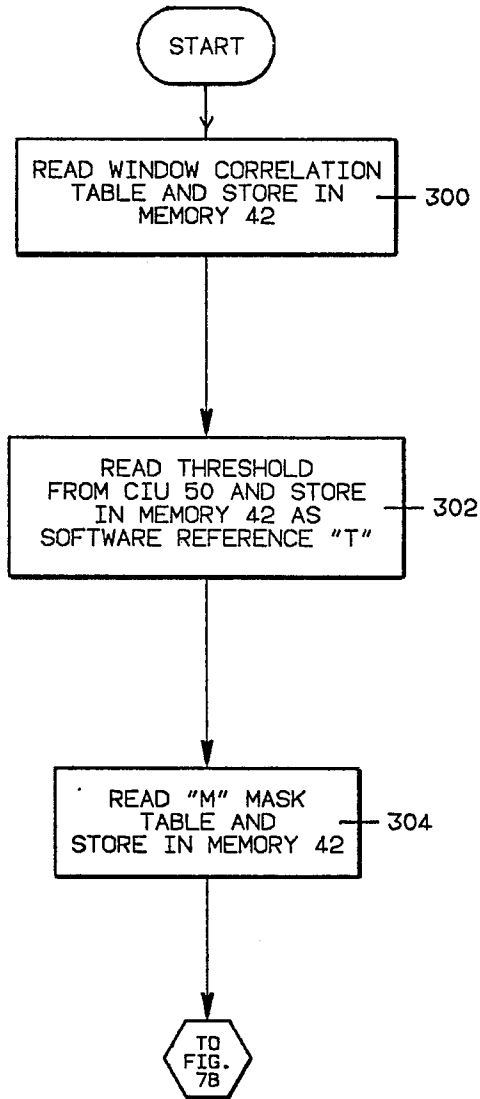 START
READ WINDOW CORRELATION
TABLE AND STORE IN
MEMORY 42
300
READ THRESHOLD
FROM CIU 50 AND STORE
IN MEMORY 42 AS
SOFTWARE REFERENCE "T"
302
READ "M" MASK
TABLE AND
STORE IN MEMORY 42
304
TO
FIG.
7B